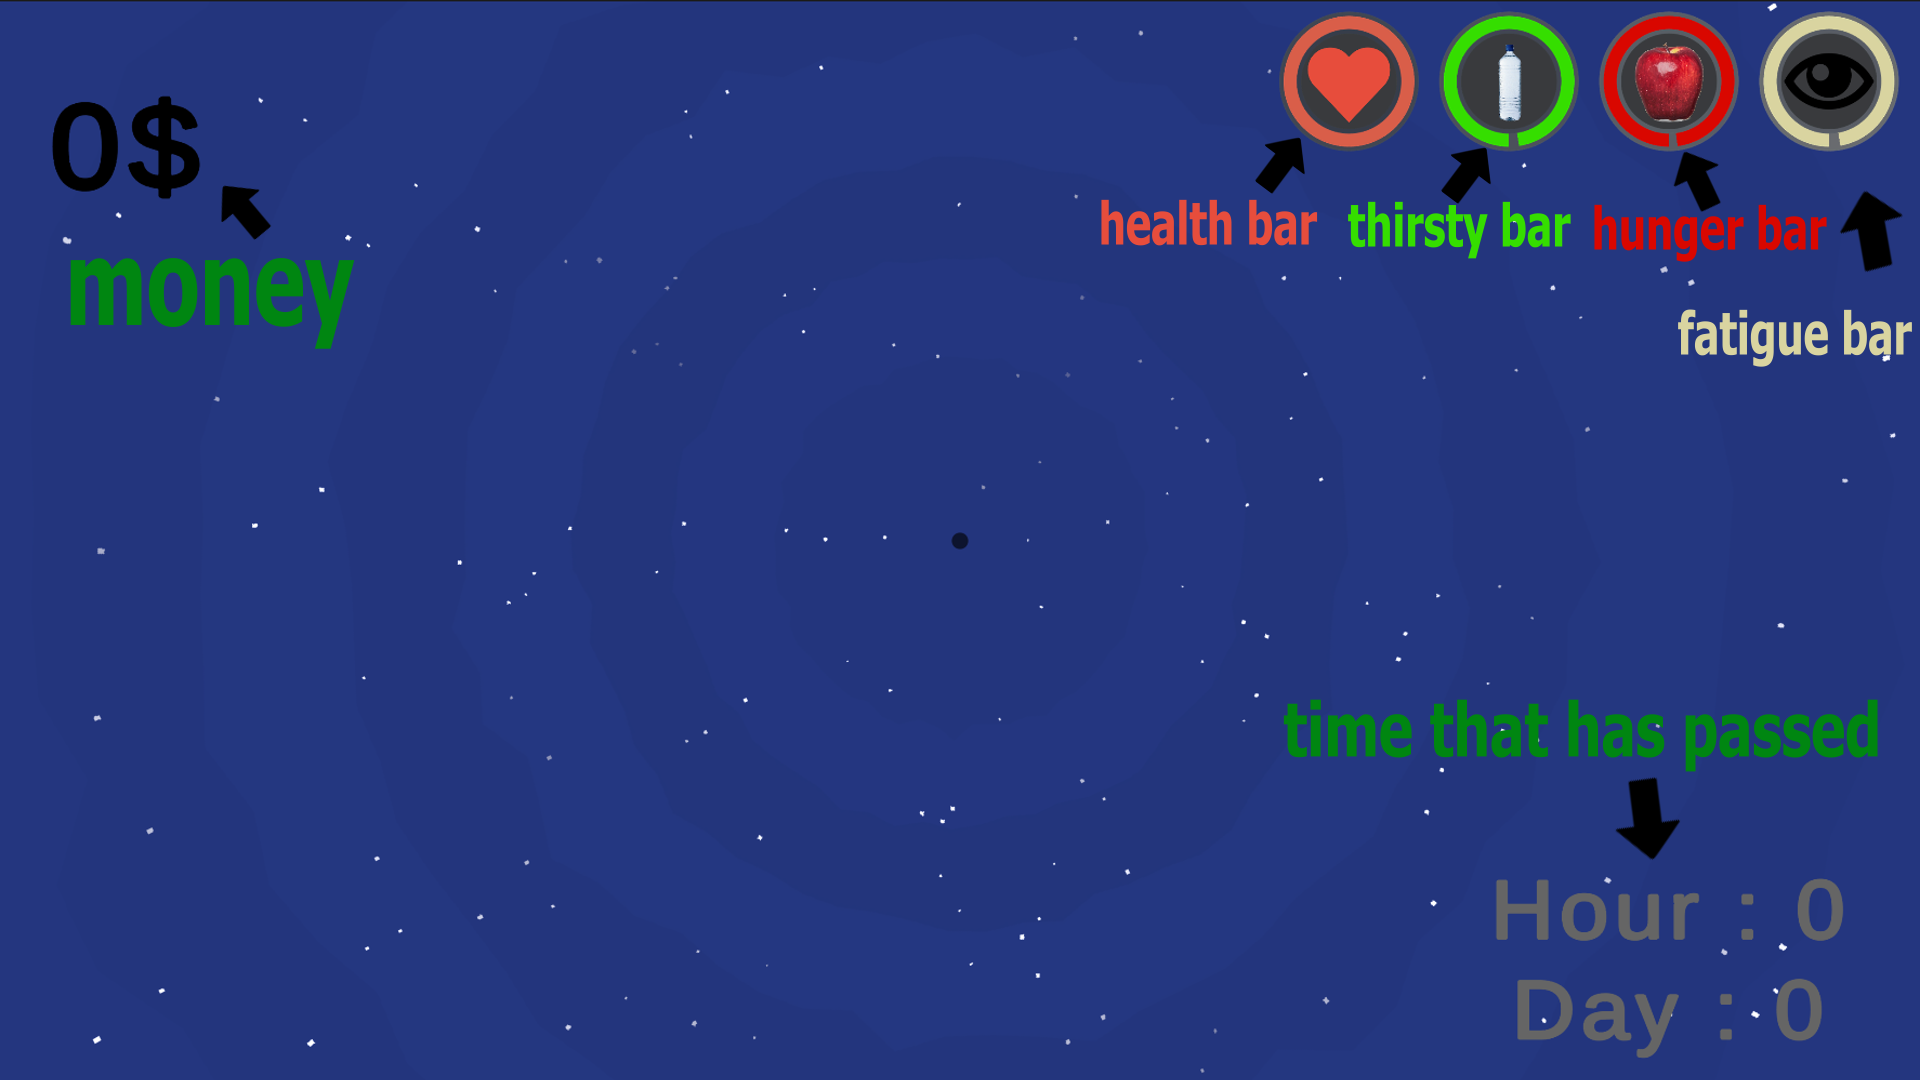 0$
money
health bar
thirsty bar
hunger bar
fatigue bar
time that has passed
Hour : 0
Day : 0